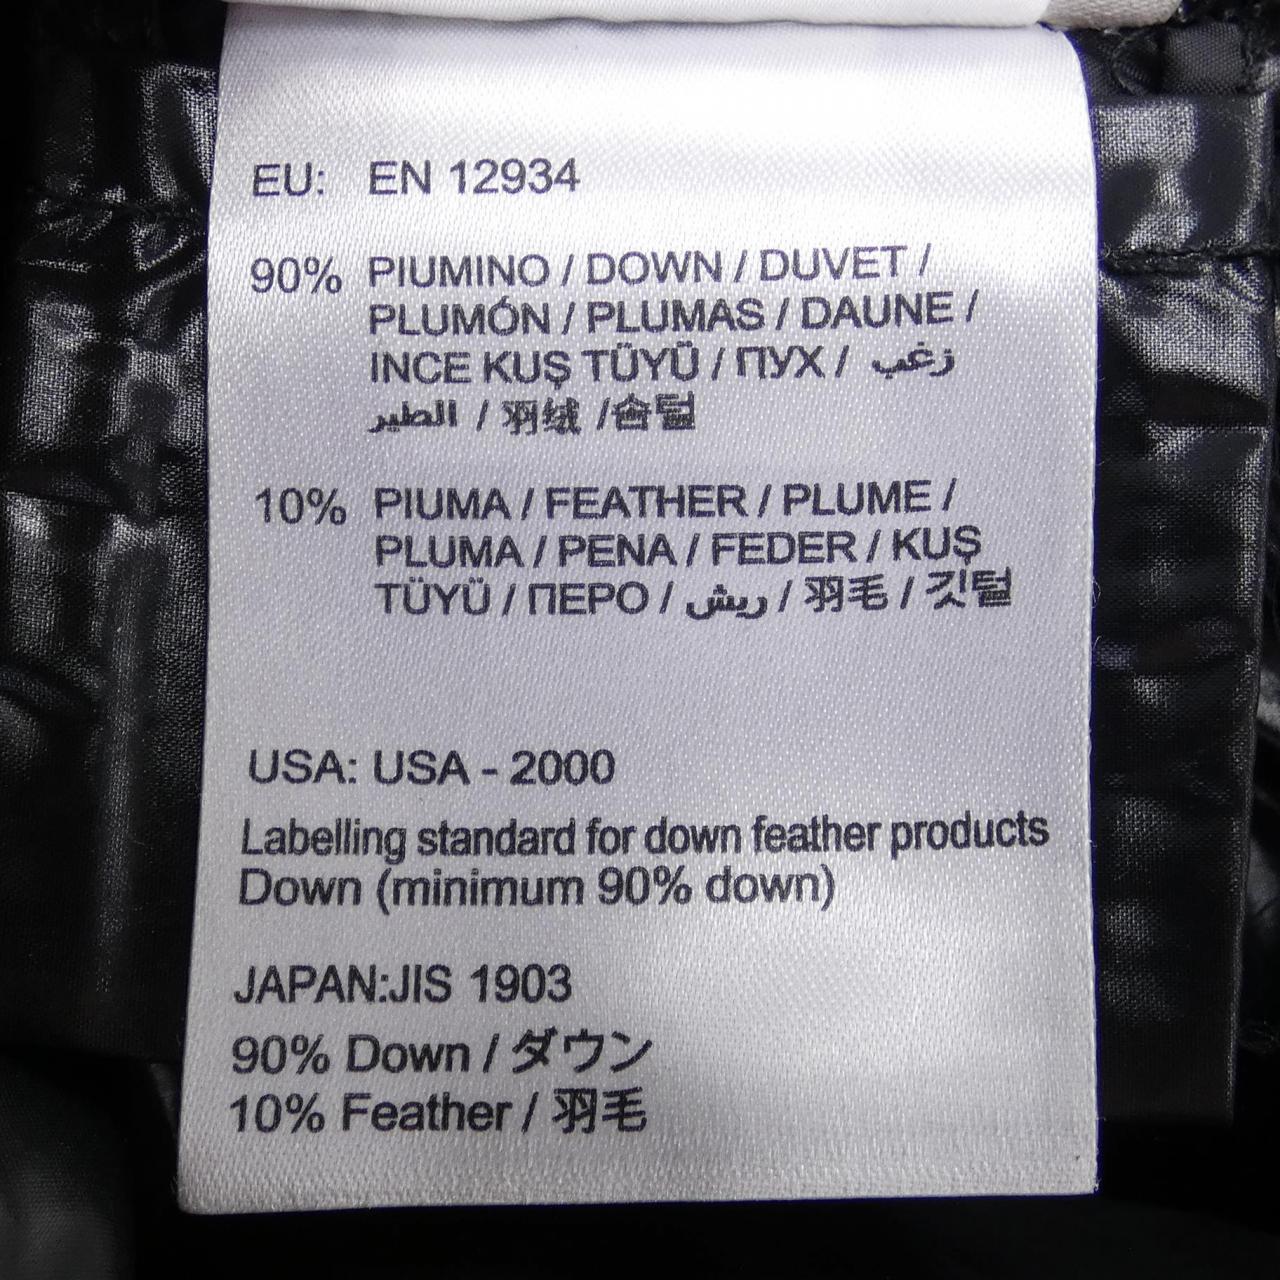 EU: EN 12934
90% PIUMINO / DOWN / DUVET /
PLUMÓN / PLUMAS / DAUNE /
INCE KUŞ TÜYÜ / ПУХ / زغب
الطير / 羽绒 /솜털
10% PIUMA / FEATHER / PLUME /
PLUMA / PENA / FEDER / KUŞ
TÜYÜ / ПЕРО / ريش / 羽毛 / 깃털
USA: USA - 2000
Labelling standard for down feather products
Down (minimum 90% down)
JAPAN:JIS 1903
90% Down / ダウン
10% Feather / 羽毛